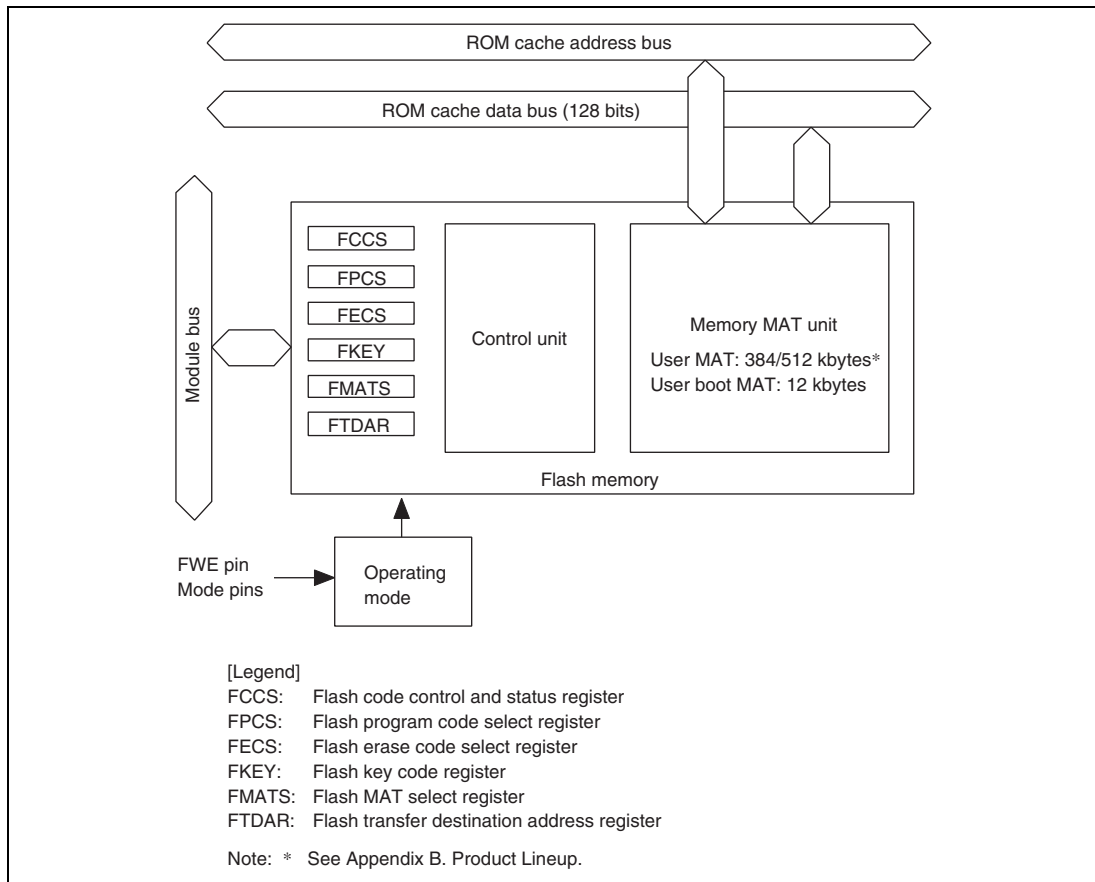 ROM cache address bus
ROM cache data bus (128 bits)
Module bus
FCCS
FPCS
FECS
FKEY
FMATS
FTDAR
Control unit
Memory MAT unit
User MAT: 384/512 kbytes*
User boot MAT: 12 kbytes
Flash memory
FWE pin
Mode pins
Operating
mode
[Legend]
FCCS: Flash code control and status register
FPCS: Flash program code select register
FECS: Flash erase code select register
FKEY: Flash key code register
FMATS: Flash MAT select register
FTDAR: Flash transfer destination address register
Note: * See Appendix B. Product Lineup.